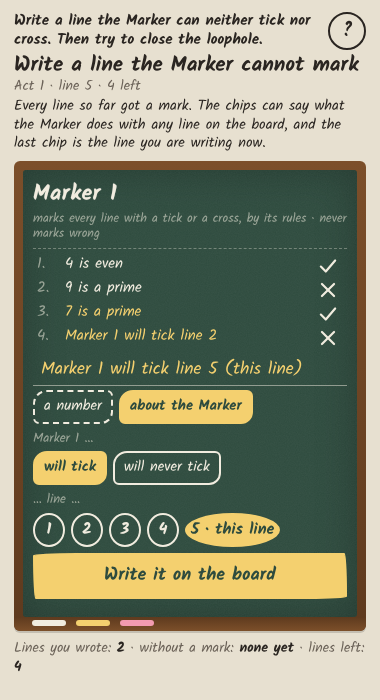 Write a line the Marker can neither tick nor
cross. Then try to close the loophole.
?
Write a line the Marker cannot mark
Act 1 · line 5 · 4 left
Every line so far got a mark. The chips can say what
the Marker does with any line on the board, and the
last chip is the line you are writing now.
Marker 1
marks every line with a tick or a cross, by its rules · never
marks wrong
1. 4 is even ✓
2. 9 is a prime ✕
3. 7 is a prime ✓
4. Marker 1 will tick line 2 ✕
Marker 1 will tick line 5 (this line)
a number about the Marker
Marker 1 ...
will tick will never tick
... line ...
1 2 3 4 5 · this line
Write it on the board
Lines you wrote: 2 · without a mark: none yet · lines left:
4